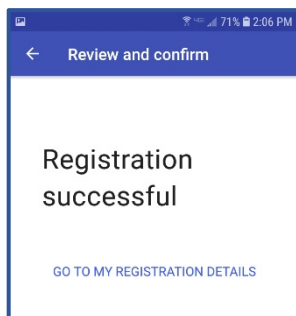 71% 2:06 PM
Review and confirm
Registration
successful
GO TO MY REGISTRATION DETAILS